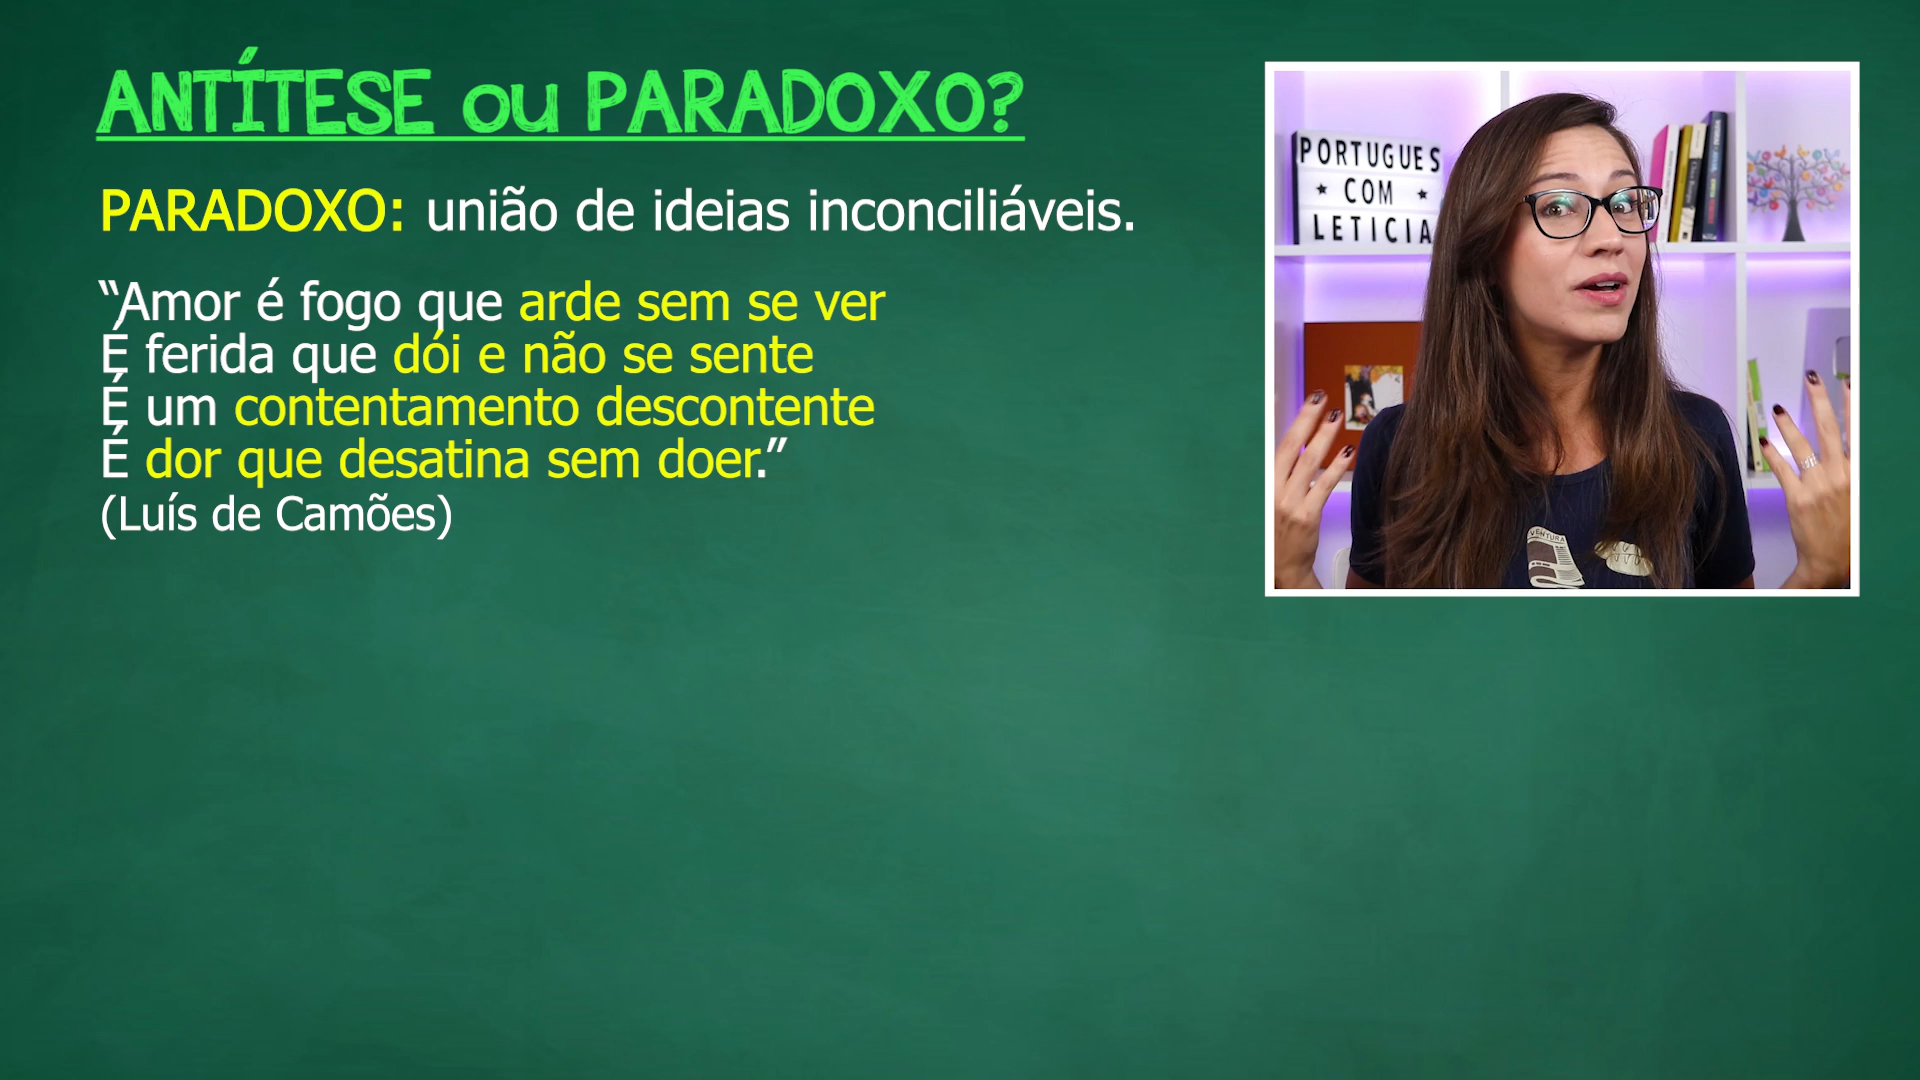 ANTÍTESE ou PARADOXO?
PARADOXO: união de ideias inconciliáveis.
“Amor é fogo que arde sem se ver
É ferida que dói e não se sente
É um contentamento descontente
É dor que desatina sem doer.”
(Luís de Camões)
PORTUGUES
COM
LETICIA
VENTURA